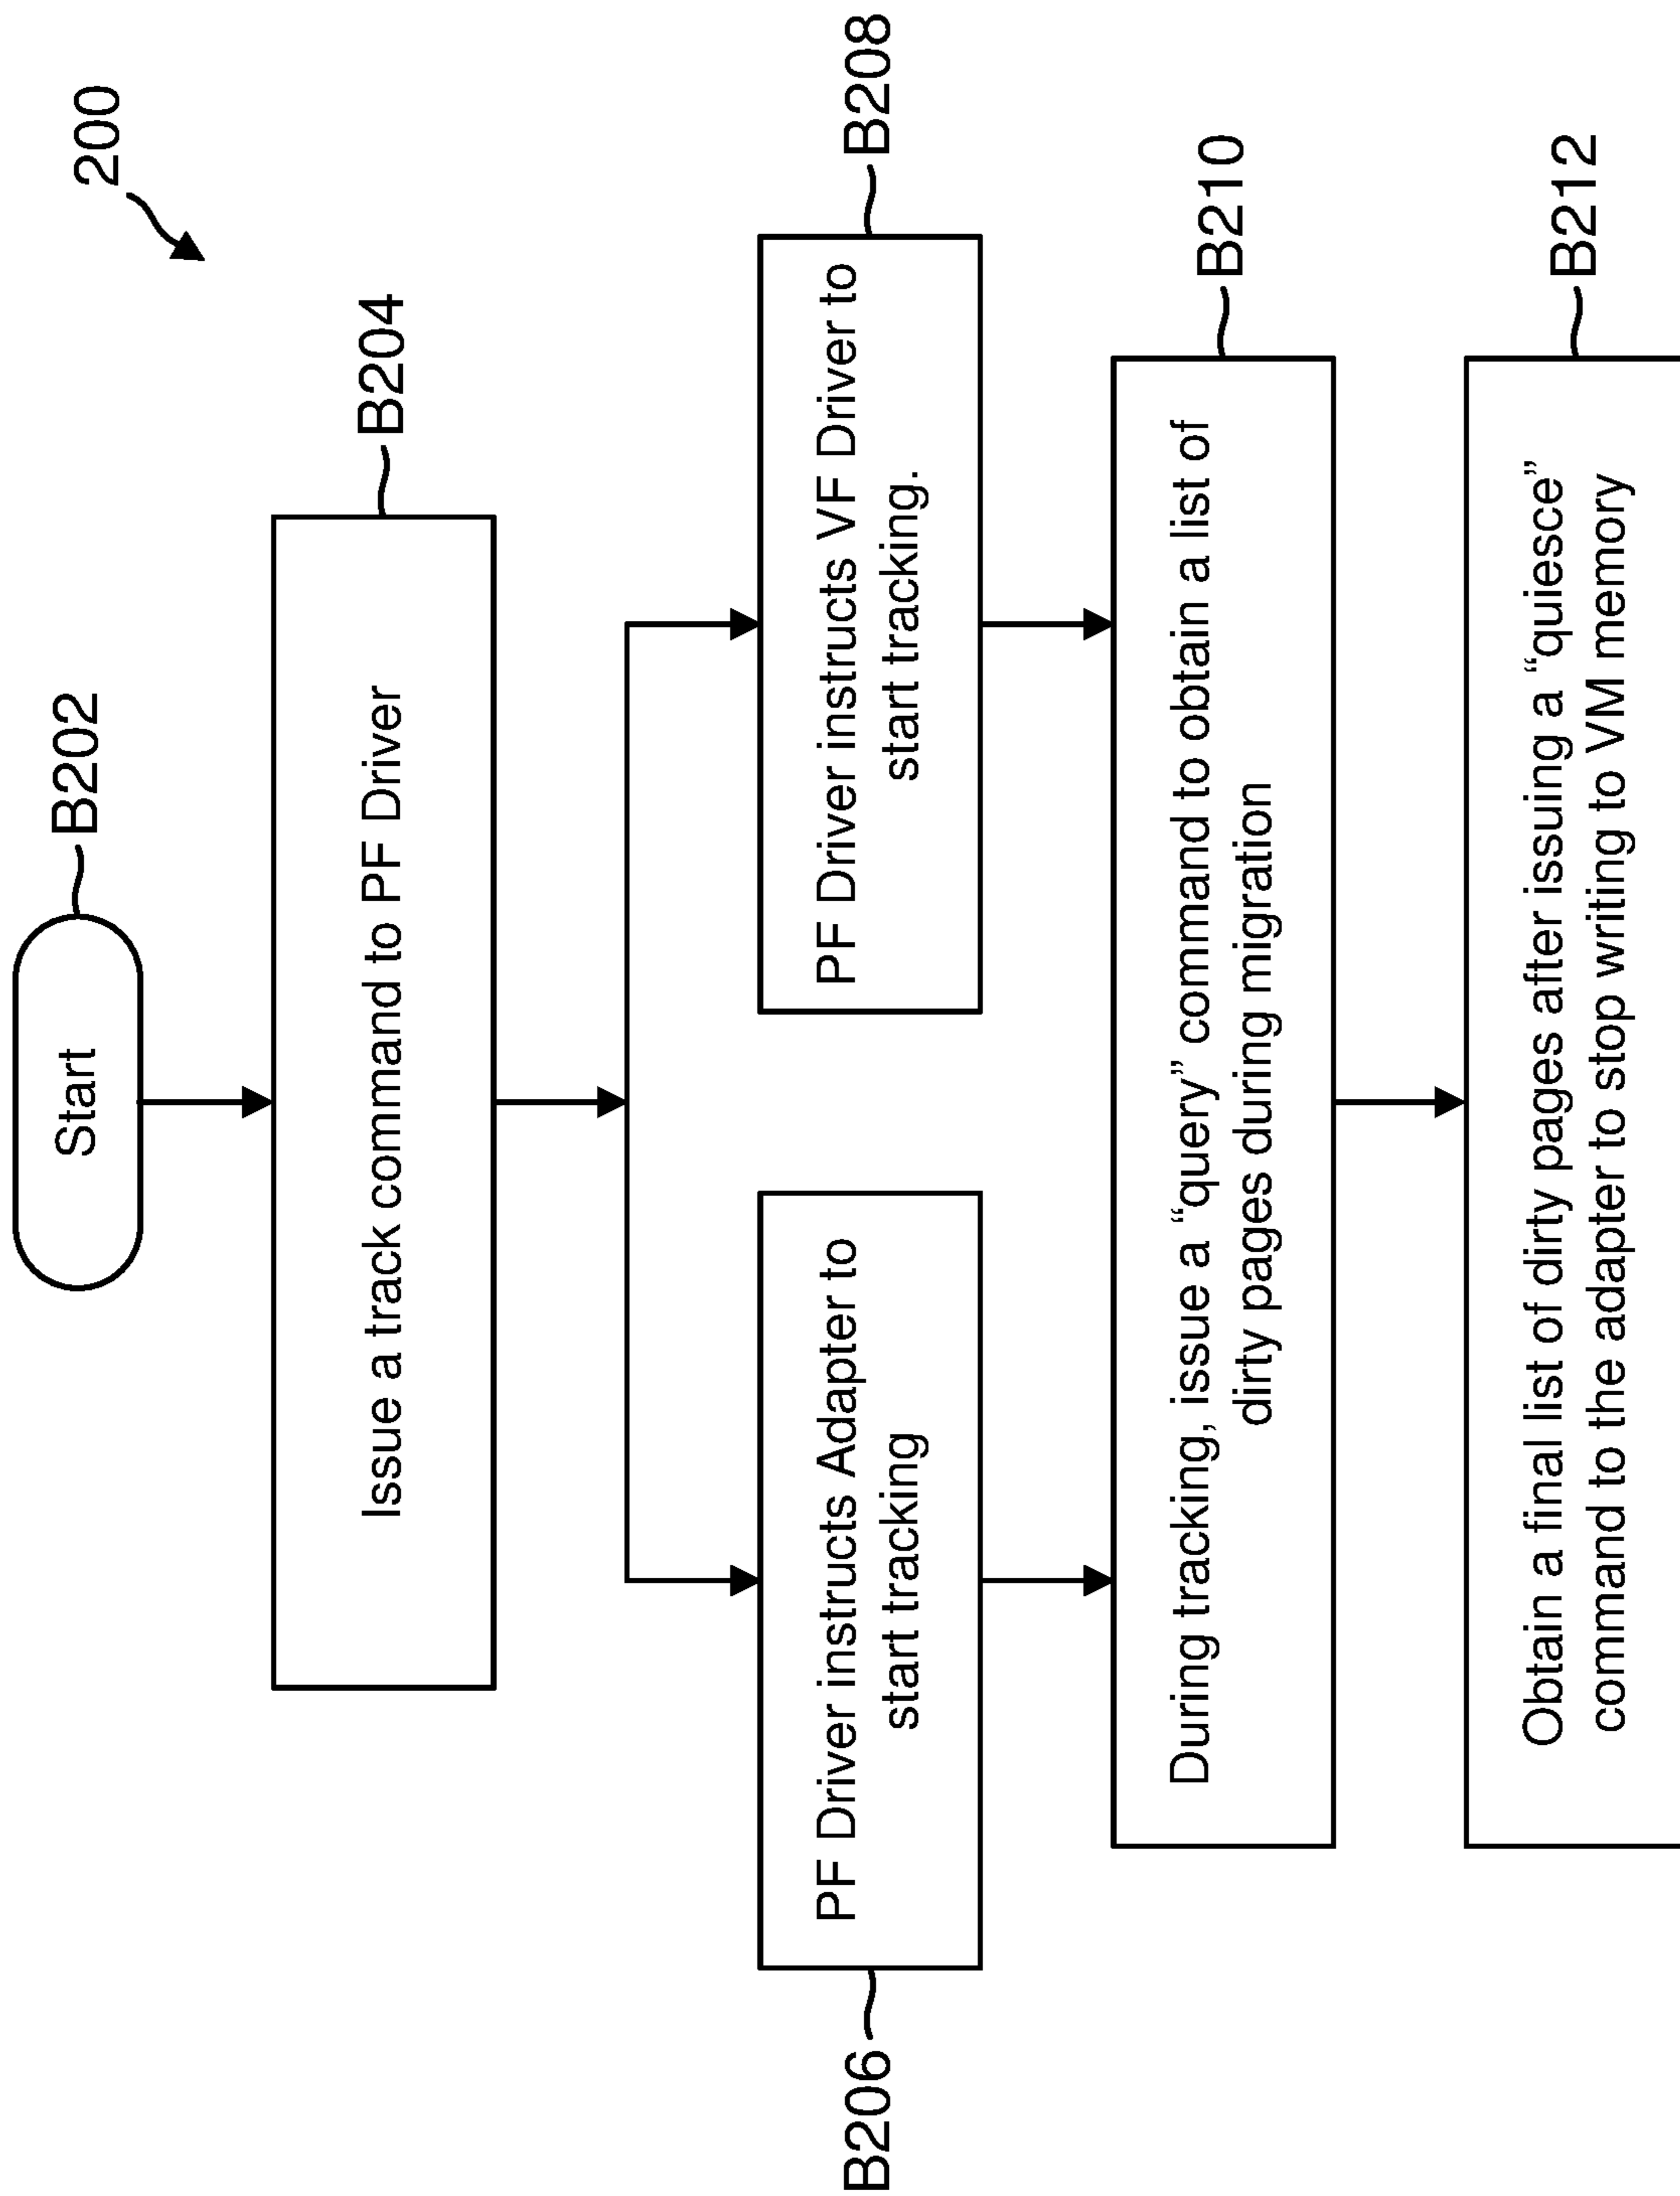 200
Start
B202
Issue a track command to PF Driver
B204
PF Driver instructs Adapter to
start tracking
B206
PF Driver instructs VF Driver to
start tracking.
B208
During tracking, issue a “query” command to obtain a list of
dirty pages during migration
B210
Obtain a final list of dirty pages after issuing a “quiesce”
command to the adapter to stop writing to VM memory
B212